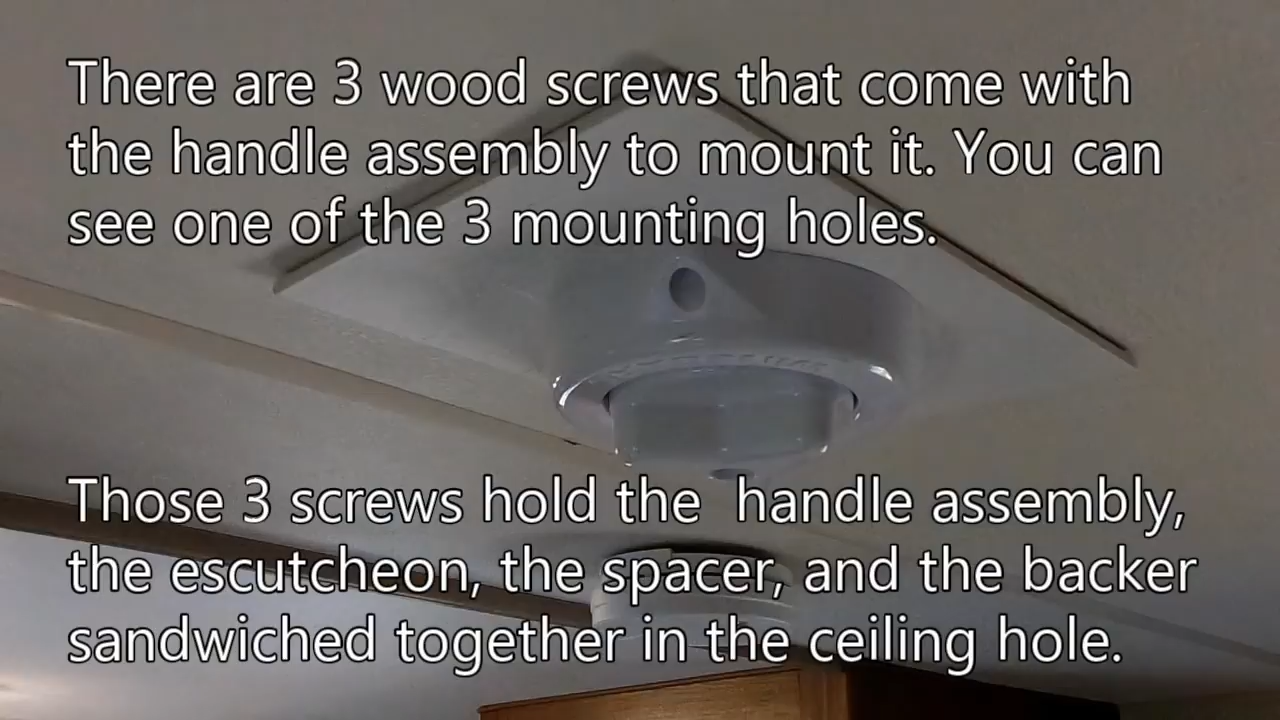 There are 3 wood screws that come with
the handle assembly to mount it. You can
see one of the 3 mounting holes.
Those 3 screws hold the  handle assembly,
the escutcheon, the spacer, and the backer
sandwiched together in the ceiling hole.